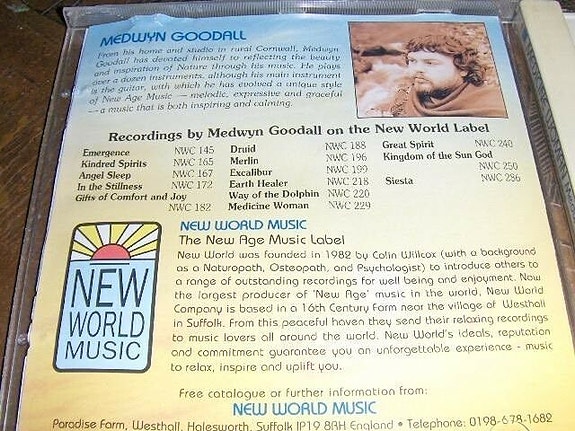 MEDWYN GOODALL
From his home and studio in rural Cornwall, Medwyn
Goodall has devoted himself to reflecting the beauty
and inspiration of Nature through his music. He plays
over a dozen instruments, although his main instrument
is the guitar, with which he has evolved a unique style
of New Age Music — melodic, expressive and graceful
— a music that is both inspiring and calming.
Recordings by Medwyn Goodall on the New World Label
Emergence NWC 145
Kindred Spirits NWC 165
Angel Sleep NWC 167
In the Stillness NWC 172
Gifts of Comfort and Joy
NWC 182
Druid NWC 188
Merlin NWC 196
Excalibur NWC 199
Earth Healer NWC 218
Way of the Dolphin NWC 220
Medicine Woman NWC 229
Great Spirit NWC 240
Kingdom of the Sun God
NWC 250
Siesta NWC 286
NEW
WORLD
MUSIC
NEW WORLD MUSIC
The New Age Music Label
New World was founded in 1982 by Colin Willcox (with a background
as a Naturopath, Osteopath, and Psychologist) to introduce others to
a range of outstanding recordings for well being and enjoyment. Now
the largest producer of 'New Age' music in the world, New World
Company is based in a 16th Century Farm near the village of Westhall
in Suffolk. From this peaceful haven they send their relaxing recordings
to music lovers all around the world. New World's ideals, reputation
and commitment guarantee you an unforgettable experience - music
to relax, inspire and uplift you.
Free catalogue or further information from:
NEW WORLD MUSIC
Paradise Farm, Westhall, Halesworth, Suffolk IP19 8RH England • Telephone: 0198-678-1682